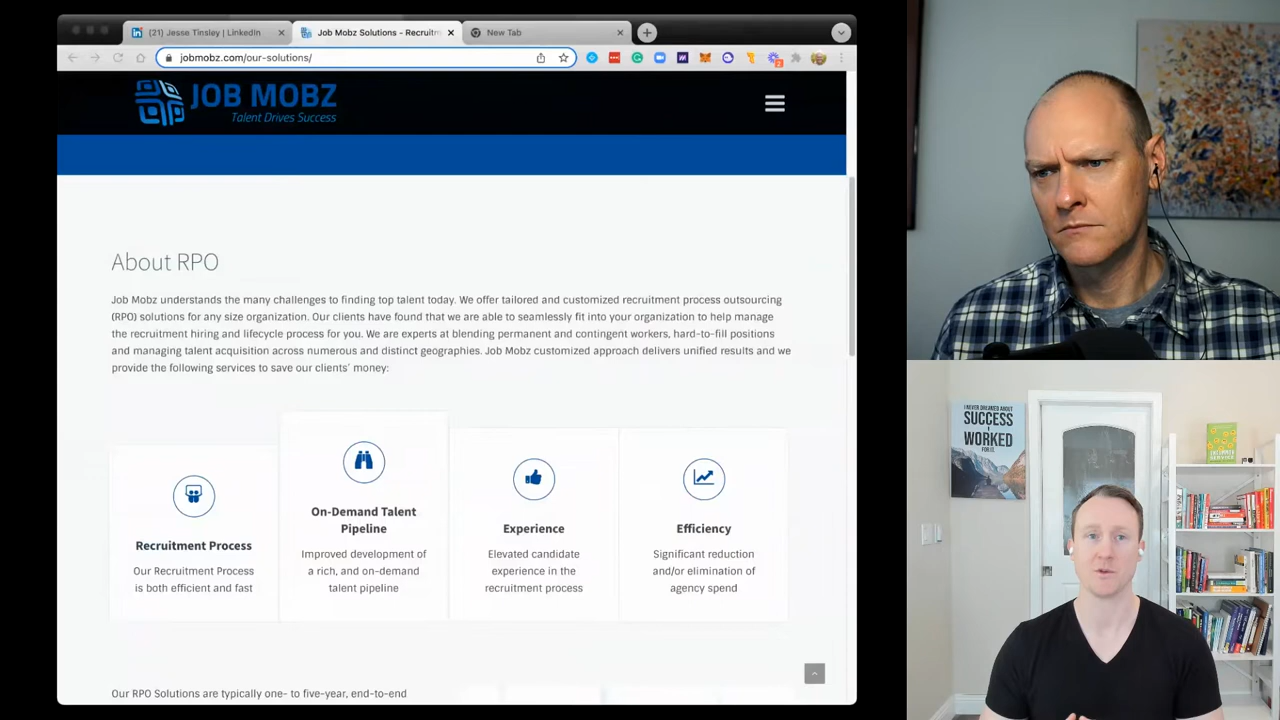 (21) Jesse Tinsley | LinkedIn
Job Mobz Solutions - Recruitm
New Tab
jobmobz.com/our-solutions/
JOB MOBZ
Talent Drives Success
About RPO
Job Mobz understands the many challenges to finding top talent today. We offer tailored and customized recruitment process outsourcing
(RPO) solutions for any size organization. Our clients have found that we are able to seamlessly fit into your organization to help manage
the recruitment hiring and lifecycle process for you. We are experts at blending permanent and contingent workers, hard-to-fill positions
and managing talent acquisition across numerous and distinct geographies. Job Mobz customized approach delivers unified results and we
provide the following services to save our clients' money:
Recruitment Process
Our Recruitment Process
is both efficient and fast
On-Demand Talent
Pipeline
Improved development of
a rich, and on-demand
talent pipeline
Experience
Elevated candidate
experience in the
recruitment process
Efficiency
Significant reduction
and/or elimination of
agency spend
Our RPO Solutions are typically one- to five-year, end-to-end
I NEVER DREAMED ABOUT
SUCCESS
I
WORKED
FOR IT.